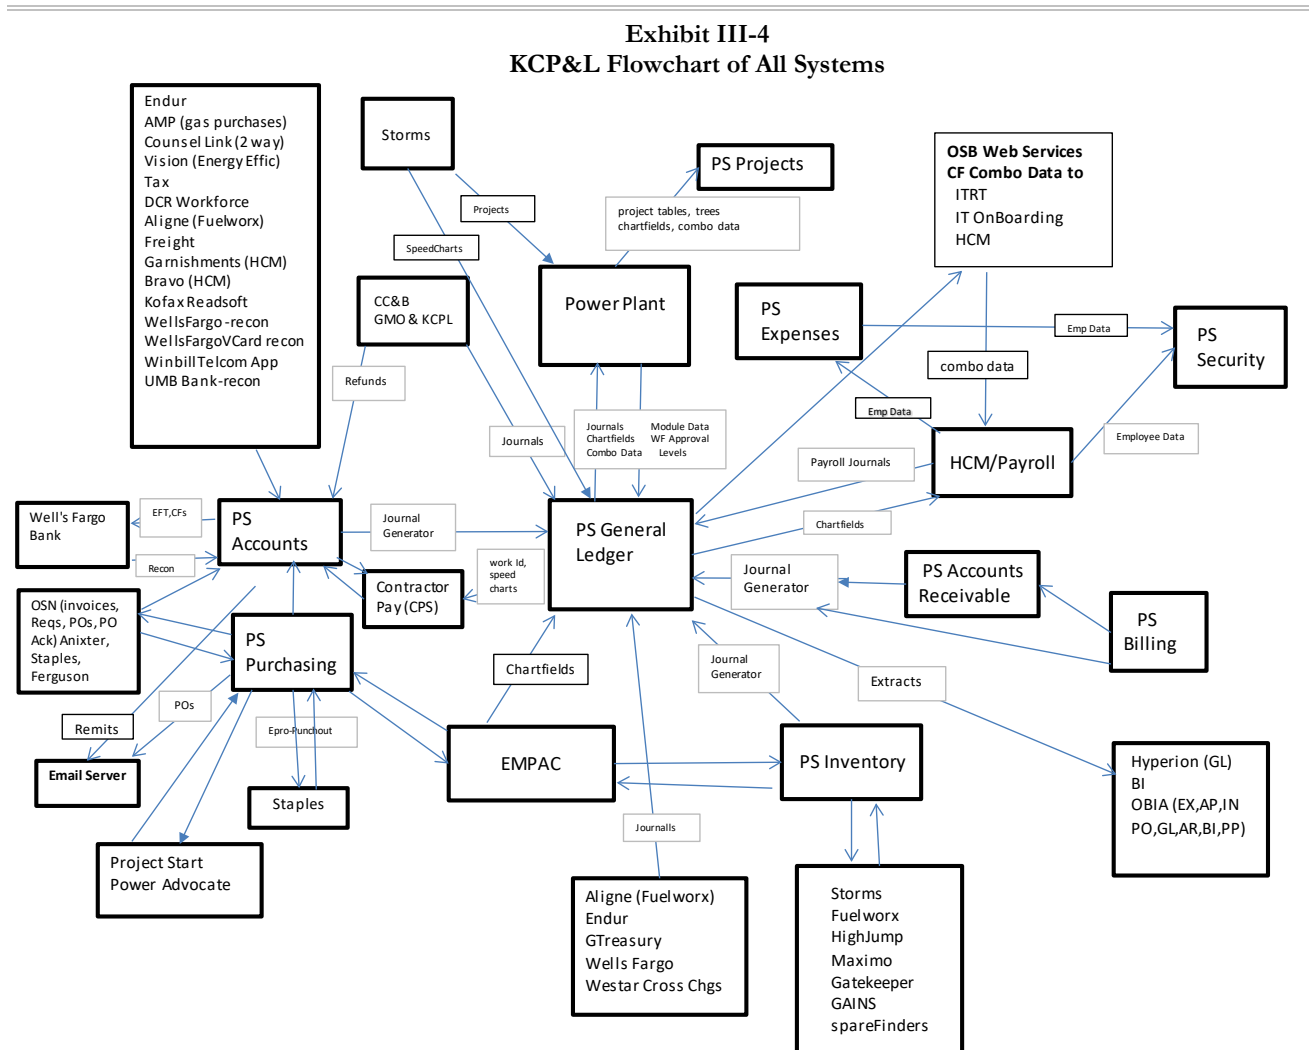 Exhibit III-4
KCP&L Flowchart of All Systems
Endur
AMP (gas purchases)
Counsel Link (2 way)
Vision (Energy Effic)
Tax
DCR Workforce
Aligne (Fuelworx)
Freight
Garnishments (HCM)
Bravo (HCM)
Kofax Readsoft
WellsFargo -recon
WellsFargoVCard recon
WinbillTelcom App
UMB Bank-recon
Storms
Projects
SpeedCharts
PS Projects
project tables, trees
chartfields, combo data
OSB Web Services
CF Combo Data to
ITRT
IT OnBoarding
HCM
CC&B
GMO & KCPL
Refunds
Power Plant
PS
Expenses
Emp Data
PS
Security
combo data
Emp Data
Journals
Journals
Chartfields
Combo Data
Module Data
WF Approval
Levels
Payroll Journals
HCM/Payroll
Employee Data
Well's Fargo
Bank
EFT,CFs
Recon
PS
Accounts
Journal
Generator
PS General
Ledger
Chartfields
Contractor
Pay (CPS)
work Id,
speed
charts
Journal
Generator
PS Accounts
Receivable
PS
Billing
OSN (invoices,
Reqs, POs, PO
Ack) Anixter,
Staples,
Ferguson
PS
Purchasing
Chartfields
Journal
Generator
Extracts
POs
Remits
Epro-Punchout
Email Server
Staples
EMPAC
PS Inventory
Hyperion (GL)
BI
OBIA (EX,AP,IN
PO,GL,AR,BI,PP)
Journalls
Project Start
Power Advocate
Aligne (Fuelworx)
Endur
GTreasury
Wells Fargo
Westar Cross Chgs
Storms
Fuelworx
HighJump
Maximo
Gatekeeper
GAINS
spareFinders